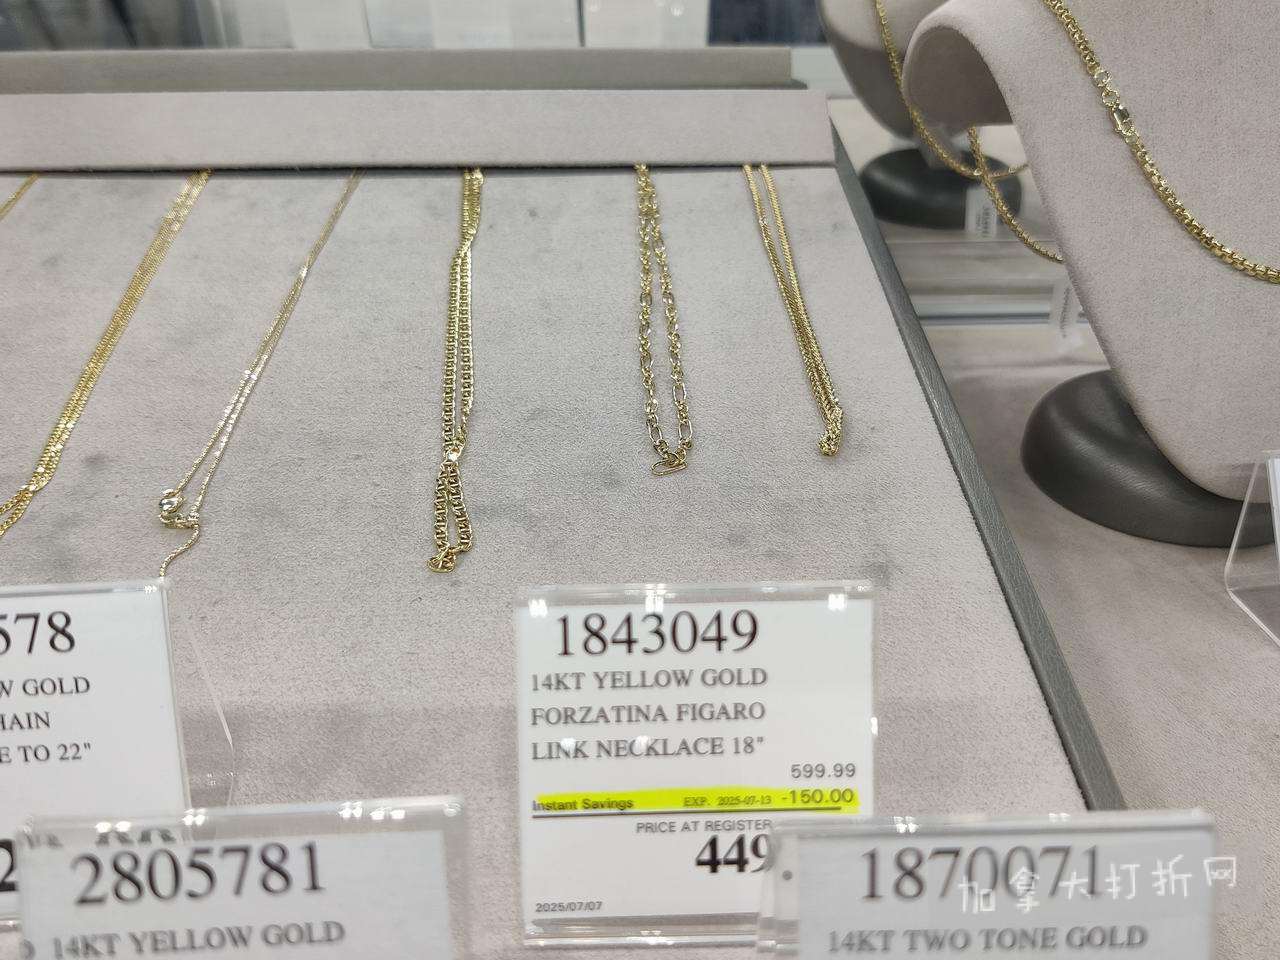 578
W GOLD
HAIN
E TO 22"
2
2805781
14KT YELLOW GOLD
1843049
14KT YELLOW GOLD
FORZATINA FIGARO
LINK NECKLACE 18"
599.99
Instant Savings EXP. 2025-07-13 -150.00
PRICE AT REGISTER
449
2025/07/07
1870071
14KT TWO TONE GOLD
加拿大打折网